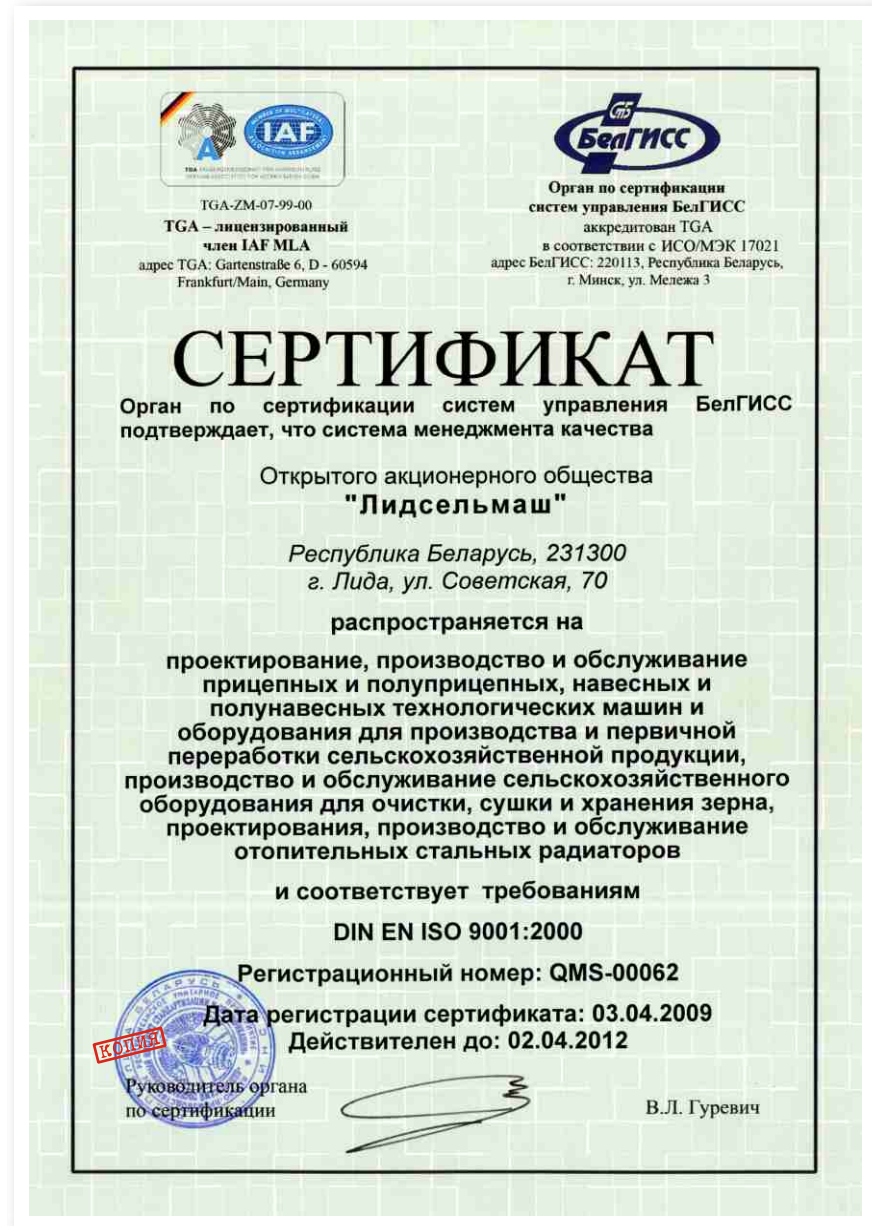 IAF
TGA-ZM-07-99-00
TGA – лицензированный
член IAF MLA
адрес TGA: Gartenstraße 6, D - 60594
Frankfurt/Main, Germany
БелГИСС
Орган по сертификации
систем управления БелГИСС
аккредитован TGA
в соответствии с ИСО/МЭК 17021
адрес БелГИСС: 220113, Республика Беларусь,
г. Минск, ул. Мележа 3
СЕРТИФИКАТ
Орган по сертификации систем управления БелГИСС
подтверждает, что система менеджмента качества
Открытого акционерного общества
"Лидсельмаш"
Республика Беларусь, 231300
г. Лида, ул. Советская, 70
распространяется на
проектирование, производство и обслуживание
прицепных и полуприцепных, навесных и
полунавесных технологических машин и
оборудования для производства и первичной
переработки сельскохозяйственной продукции,
производство и обслуживание сельскохозяйственного
оборудования для очистки, сушки и хранения зерна,
проектирования, производство и обслуживание
отопительных стальных радиаторов
и соответствует требованиям
DIN EN ISO 9001:2000
Регистрационный номер: QMS-00062
Дата регистрации сертификата: 03.04.2009
Действителен до: 02.04.2012
КОПИЯ
Руководитель органа
по сертификации
В.Л. Гуревич